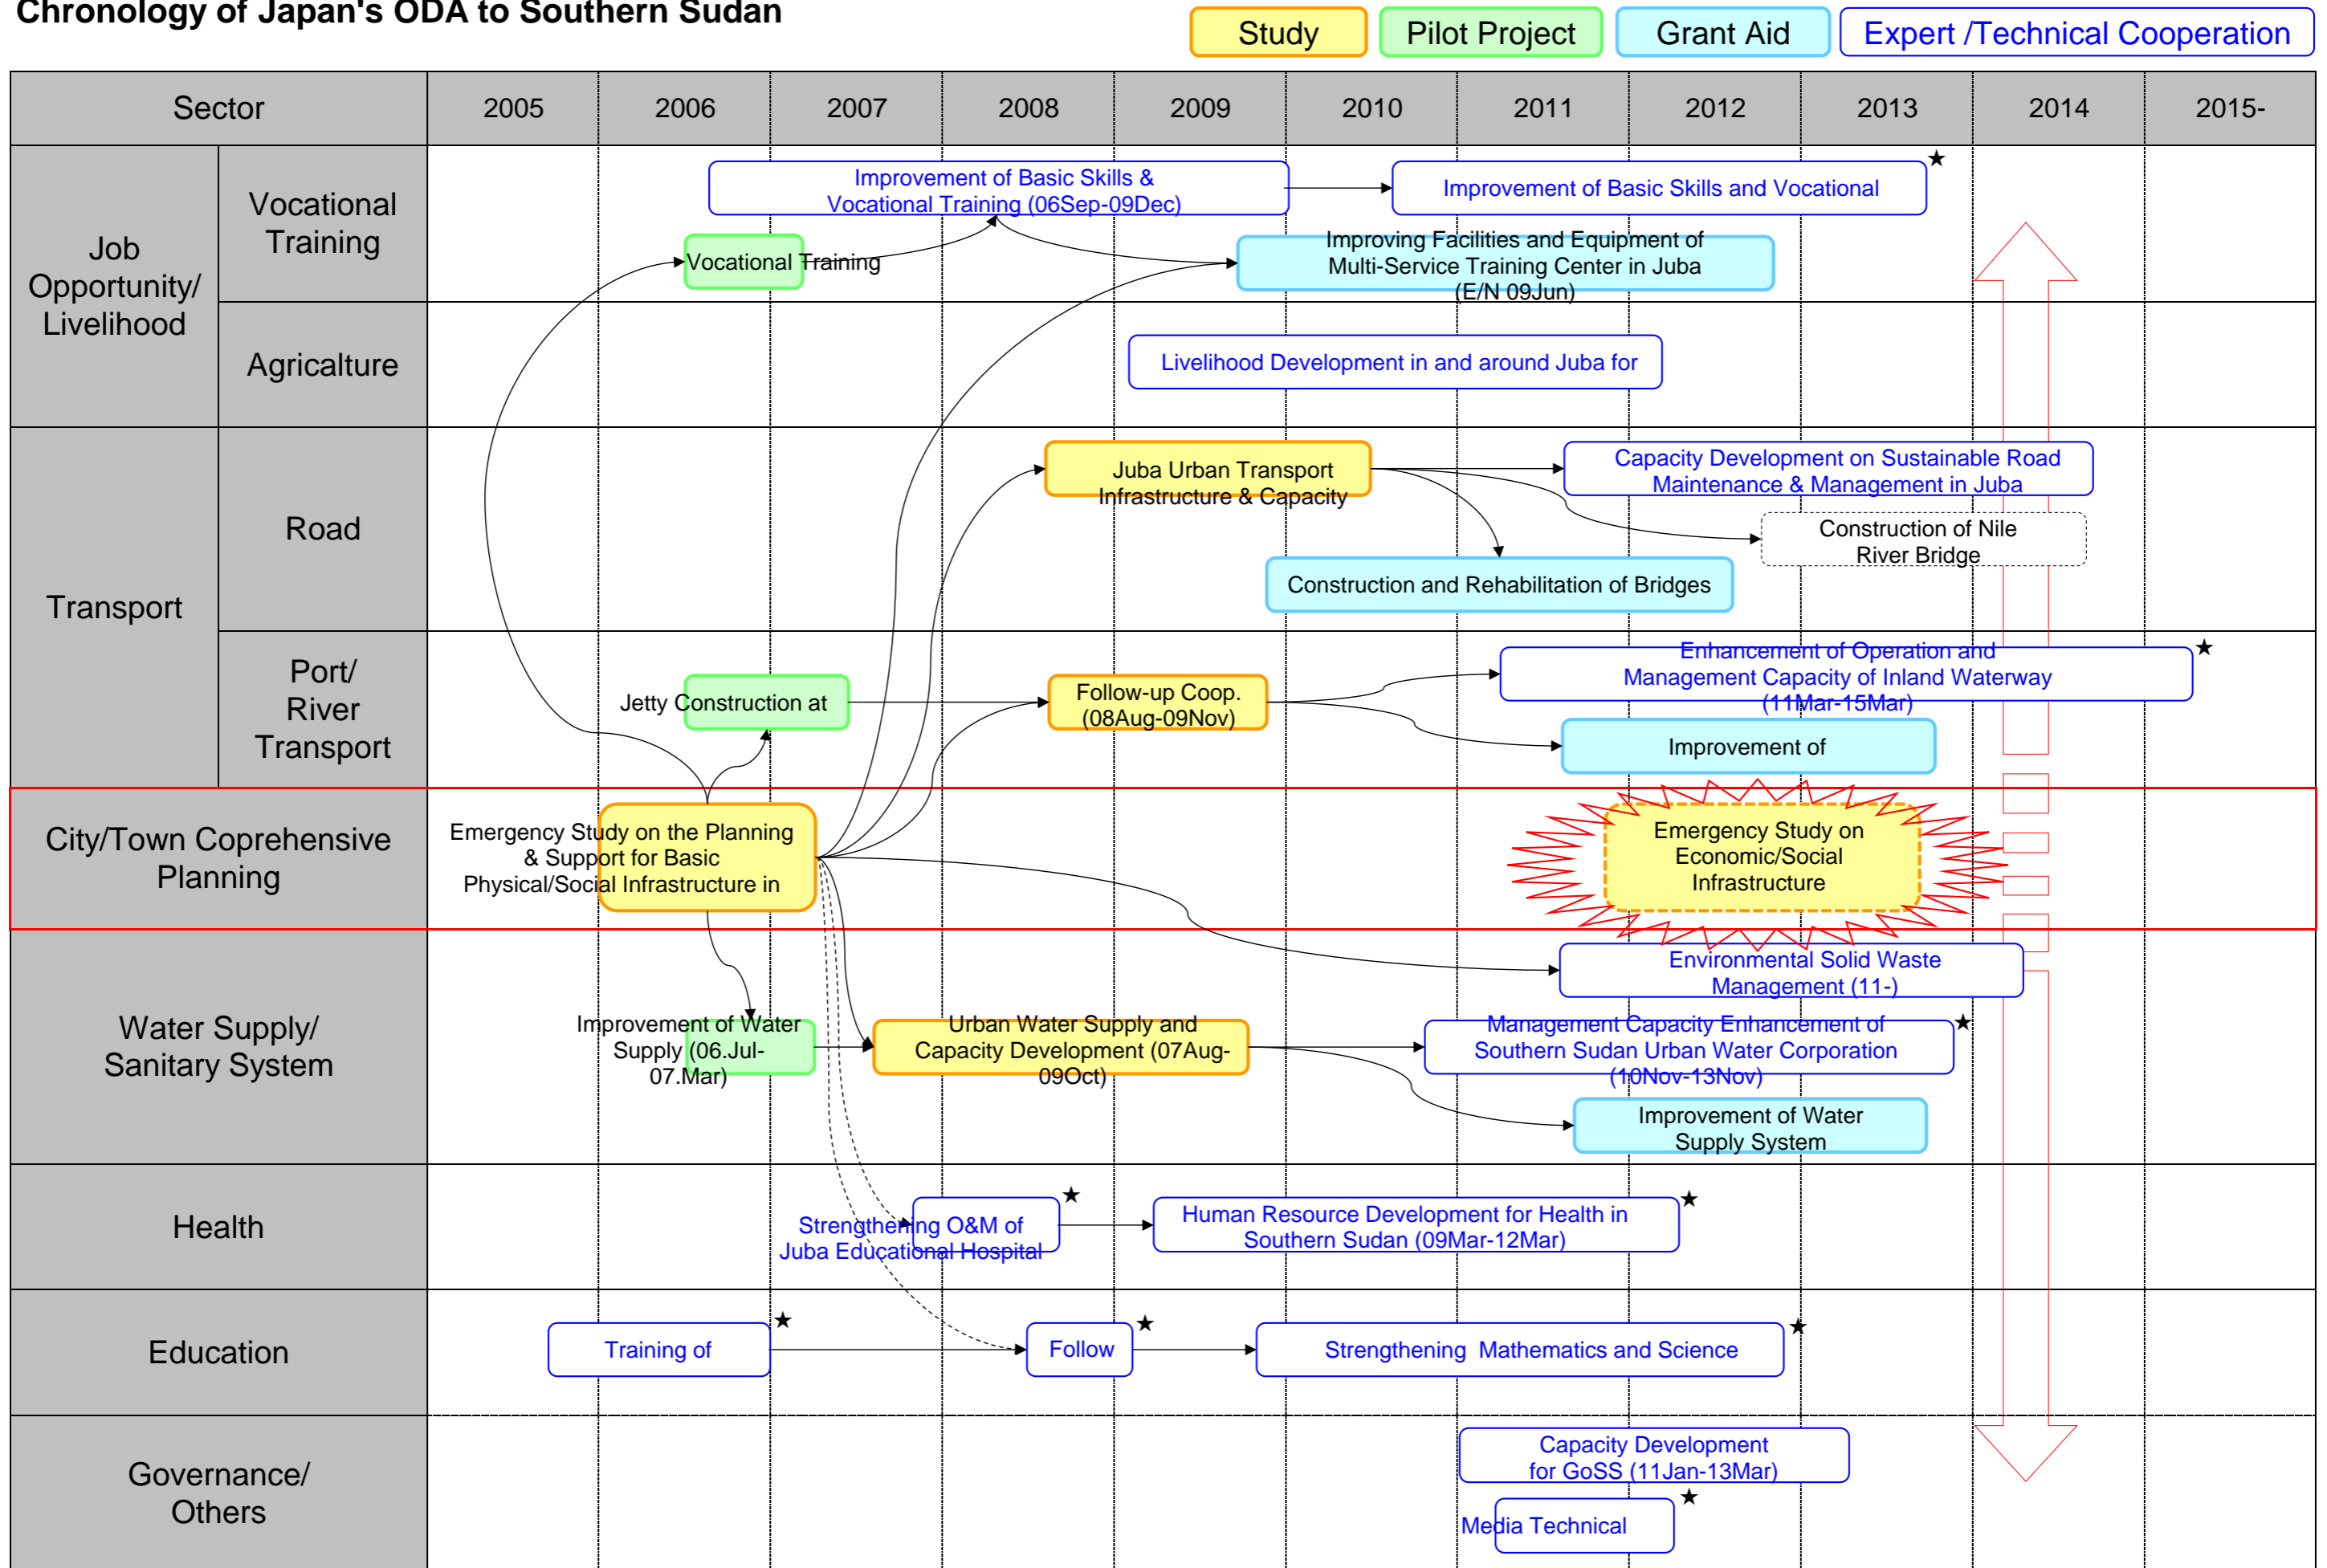 Chronology of Japan's ODA to Southern Sudan
Study
Pilot Project
Grant Aid
Expert /Technical Cooperation
Sector
2005
2006
2007
2008
2009
2010
2011
2012
2013
2014
2015-
Job
Opportunity/
Livelihood
Vocational
Training
Improvement of Basic Skills &
Vocational Training (06Sep-09Dec)
Improvement of Basic Skills and Vocational
★
Vocational Training
Improving Facilities and Equipment of
Multi-Service Training Center in Juba
(E/N 09Jun)
Agricalture
Livelihood Development in and around Juba for
Transport
Road
Juba Urban Transport
Infrastructure & Capacity
Capacity Development on Sustainable Road
Maintenance & Management in Juba
Construction of Nile
River Bridge
Construction and Rehabilitation of Bridges
Port/
River
Transport
Jetty Construction at
Follow-up Coop.
(08Aug-09Nov)
Enhancement of Operation and
Management Capacity of Inland Waterway
(11Mar-15Mar)
★
Improvement of
City/Town Coprehensive
Planning
Emergency Study on the Planning
& Support for Basic
Physical/Social Infrastructure in
Emergency Study on
Economic/Social
Infrastructure
Water Supply/
Sanitary System
Environmental Solid Waste
Management (11-)
Improvement of Water
Supply (06.Jul-
07.Mar)
Urban Water Supply and
Capacity Development (07Aug-
09Oct)
Management Capacity Enhancement of
Southern Sudan Urban Water Corporation
(10Nov-13Nov)
★
Improvement of Water
Supply System
Health
Strengthening O&M of
Juba Educational Hospital
★
Human Resource Development for Health in
Southern Sudan (09Mar-12Mar)
★
Education
Training of
★
Follow
★
Strengthening  Mathematics and Science
★
Governance/
Others
Capacity Development
for GoSS (11Jan-13Mar)
Media Technical
★